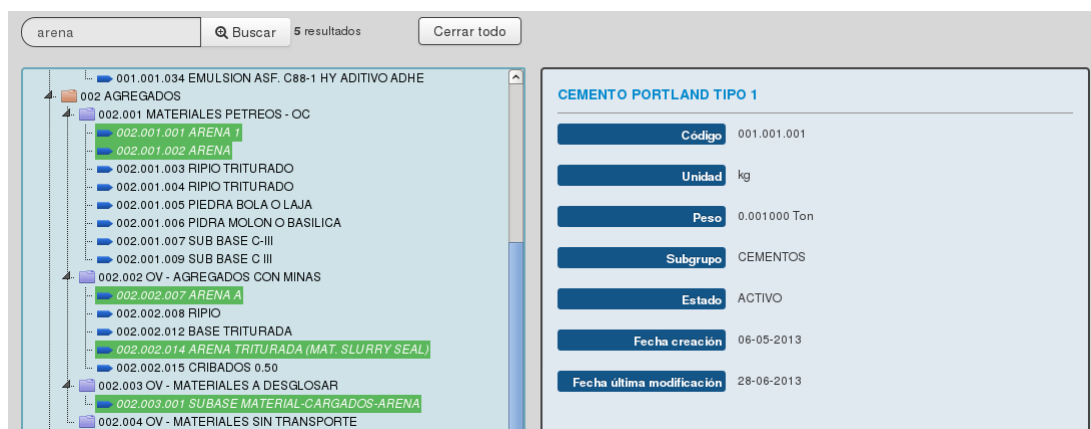 arena
Buscar
5 resultados
Cerrar todo
001.001.034 EMULSION ASF. C88-1 HY ADITIVO ADHE
002 AGREGADOS
002.001 MATERIALES PETREOS - OC
002.001.001 ARENA 1
002.001.002 ARENA
002.001.003 RIPIO TRITURADO
002.001.004 RIPIO TRITURADO
002.001.005 PIEDRA BOLA O LAJA
002.001.006 PIDRA MOLON O BASILICA
002.001.007 SUB BASE C-III
002.001.009 SUB BASE C III
002.002 OV - AGREGADOS CON MINAS
002.002.007 ARENA A
002.002.008 RIPIO
002.002.012 BASE TRITURADA
002.002.014 ARENA TRITURADA (MAT. SLURRY SEAL)
002.002.015 CRIBADOS 0.50
002.003 OV - MATERIALES A DESGLOSAR
002.003.001 SUBASE MATERIAL-CARGADOS-ARENA
002.004 OV - MATERIALES SIN TRANSPORTE
CEMENTO PORTLAND TIPO 1
Código 001.001.001
Unidad kg
Peso 0.001000 Ton
Subgrupo CEMENTOS
Estado ACTIVO
Fecha creación 06-05-2013
Fecha última modificación 28-06-2013